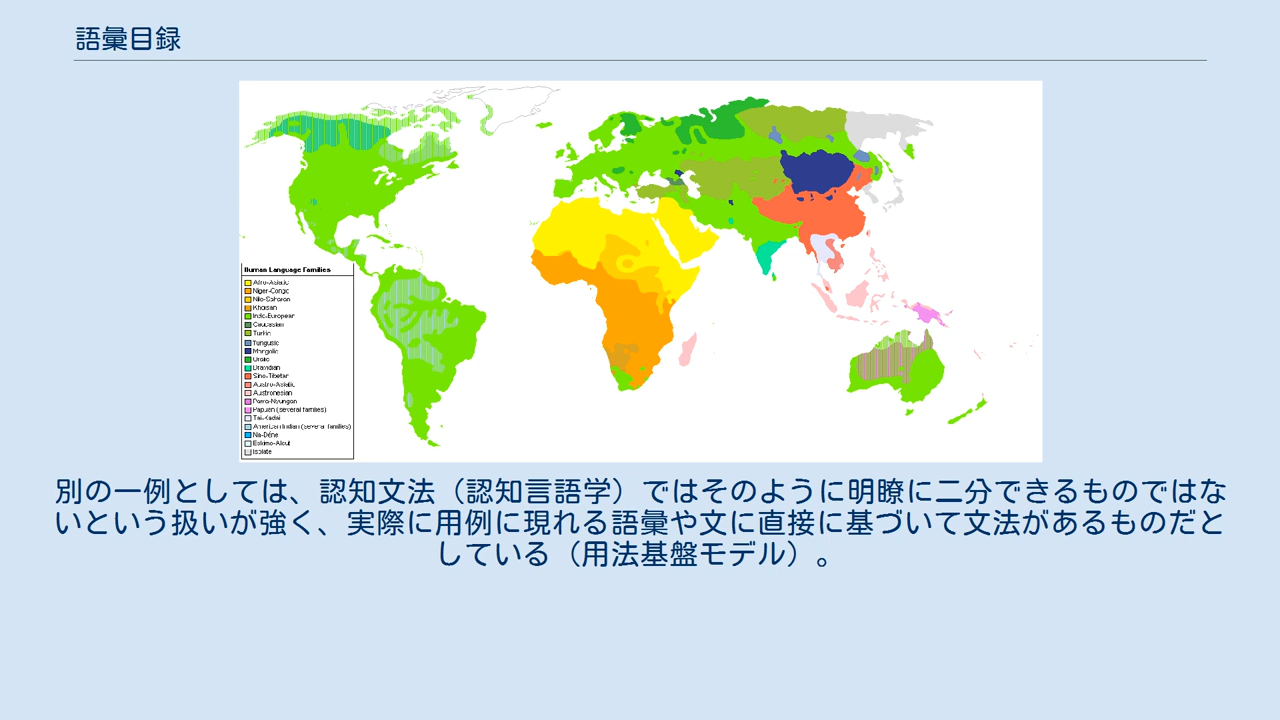 語彙目録
Human Language Families
Afro-Asiatic
Niger-Congo
Nilo-Saharan
Khoisan
Indo-European
Caucasian
Turkic
Tungusic
Mongolic
Uralic
Dravidian
Sino-Tibetan
Austro-Asiatic
Austronesian
Pama-Nyungan
Papuan (several families)
Tai-Kadai
American Indian (several families)
Na-Dené
Eskimo-Aleut
Isolate
別の一例としては、認知文法（認知言語学）ではそのように明瞭に二分できるものではな
いという扱いが強く、実際に用例に現れる語彙や文に直接に基づいて文法があるものだと
している（用法基盤モデル）。